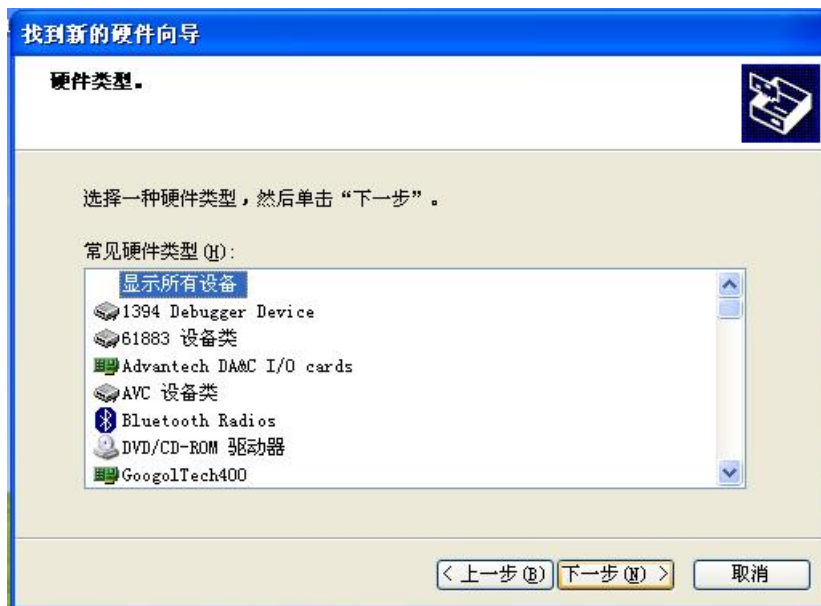 找到新的硬件向导
硬件类型。
选择一种硬件类型，然后单击“下一步”。
常见硬件类型(H):
显示所有设备
1394 Debugger Device
61883 设备类
Advantech DA&C I/O cards
AVC 设备类
Bluetooth Radios
DVD/CD-ROM 驱动器
GoogolTech400
< 上一步(B) 下一步(N) > 取消